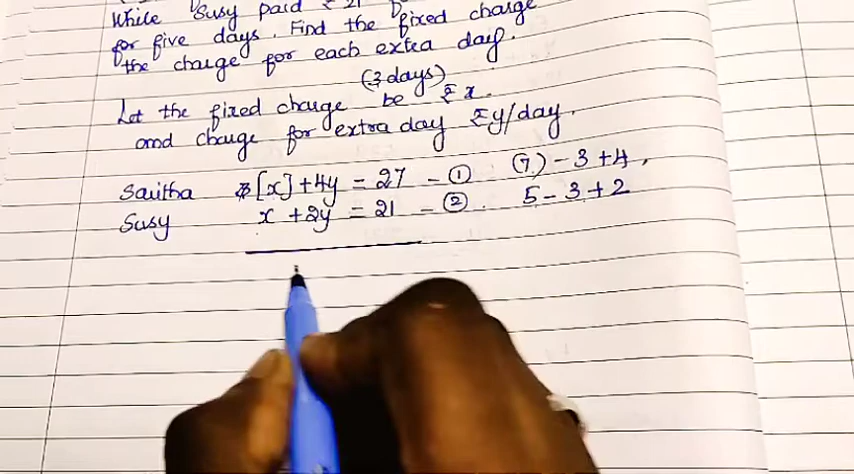 While Susy paid ₹ 21
for five days. Find the fixed charge
the charge for each extra day.
(3 days)
Let the fixed charge be ₹ x.
and charge for extra day ₹y/day.
Saritha [x] + 4y = 27 - ① (7) - 3 + 4,
Susy x + 2y = 21 - ② 5 - 3 + 2